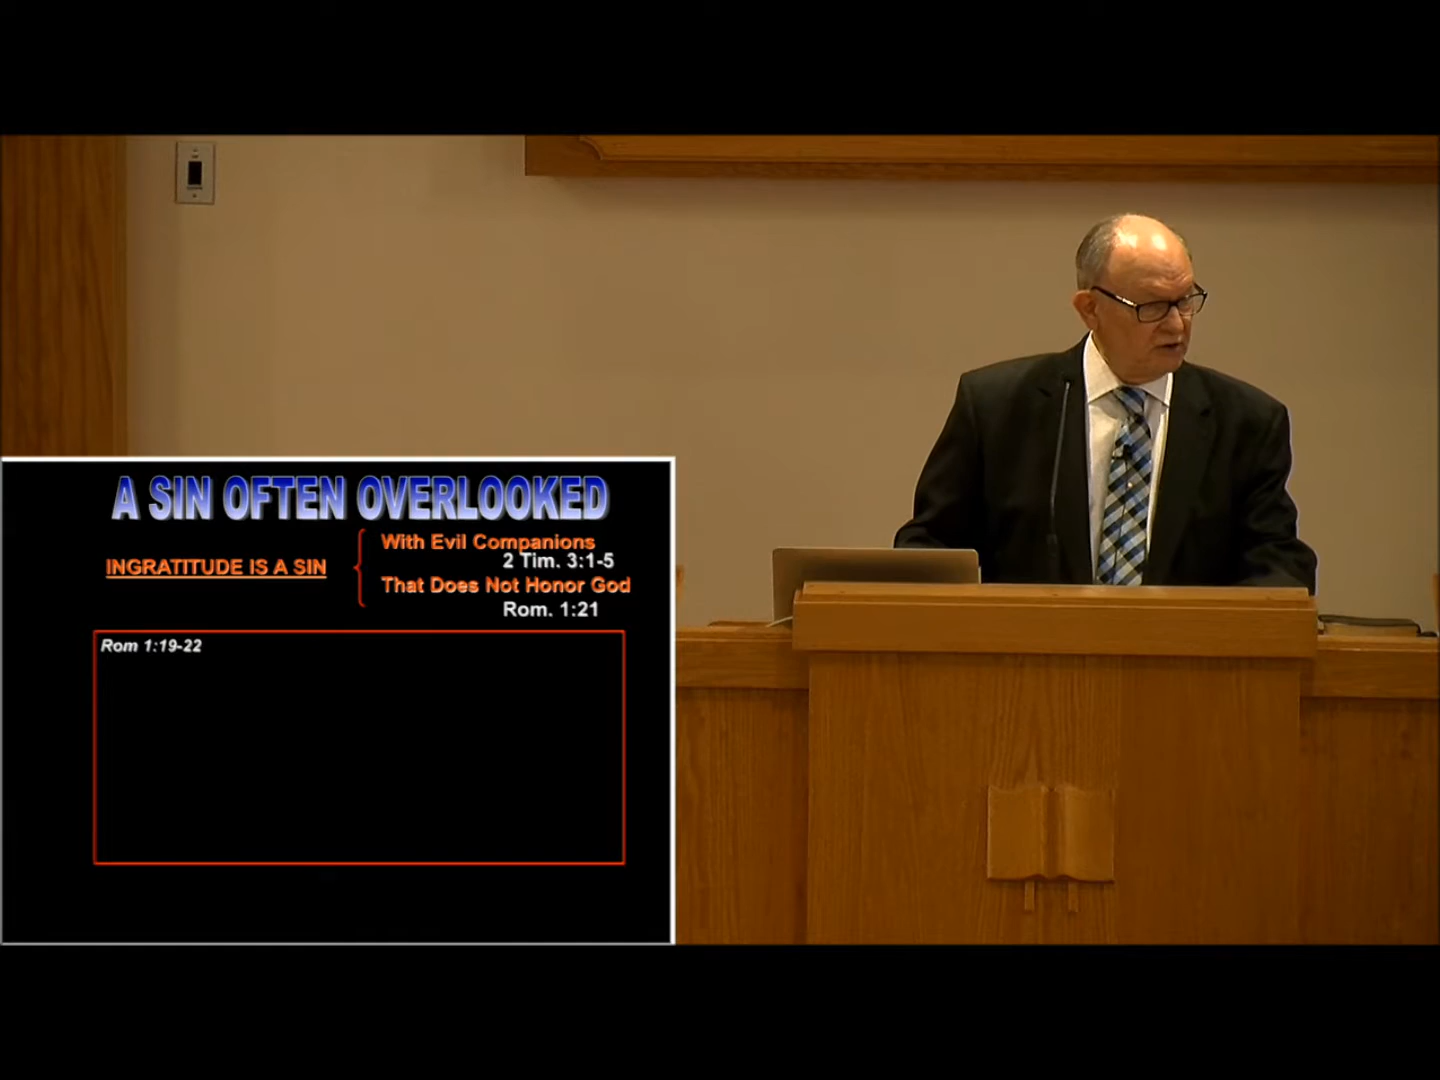 A SIN OFTEN OVERLOOKED
With Evil Companions
2 Tim. 3:1-5
INGRATITUDE IS A SIN
That Does Not Honor God
Rom. 1:21
Rom 1:19-22